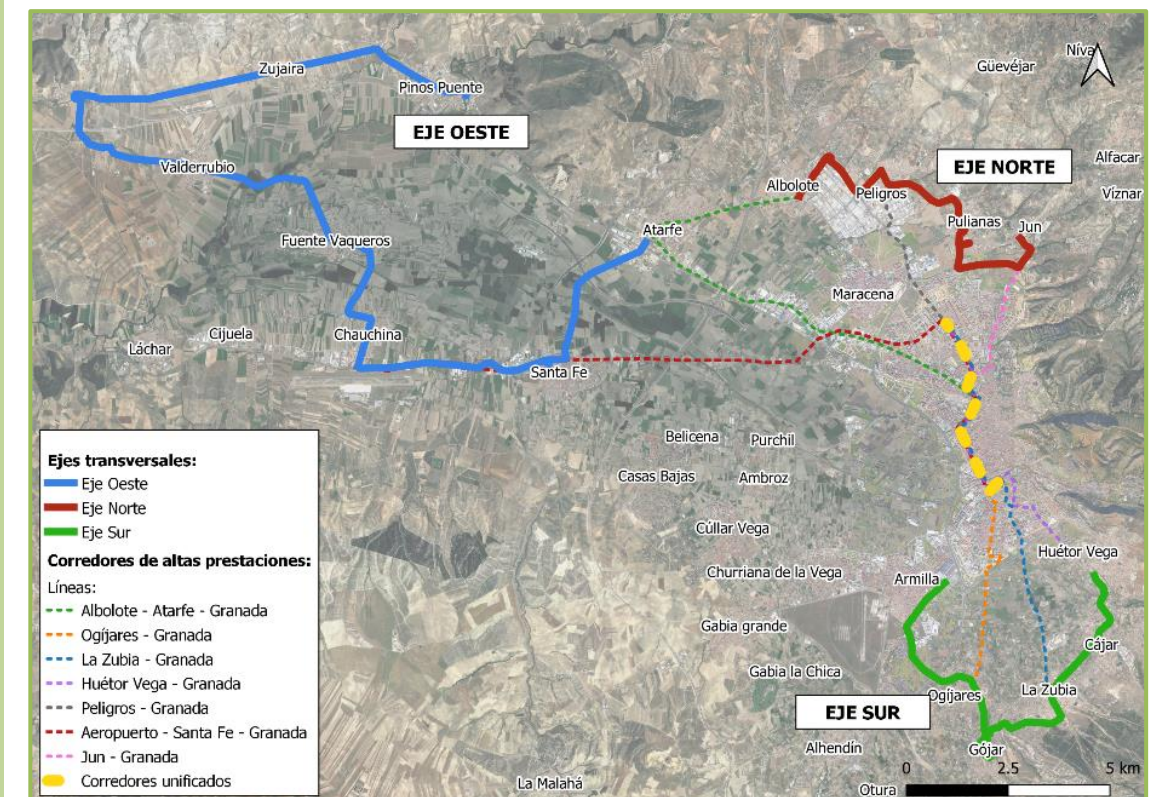 Níva
Güevéjar
Zujaira
Pinos Puente
EJE OESTE
EJE NORTE
Alfacar
Víznar
Valderrubio
Albolote
Peligros
Pulianas
Jun
Atarfe
Fuente Vaqueros
Maracena
Cijuela
Chauchina
Láchar
Santa Fe
Belicena
Purchil
Casas Bajas
Ambroz
Cúllar Vega
Huétor Vega
Churriana de la Vega
Armilla
Gabia grande
Cájar
Gabia la Chica
Ogíjares
La Zubia
EJE SUR
Alhendín
Gójar
La Malahá
Otura
0 2.5 5 km
Ejes transversales:
Eje Oeste
Eje Norte
Eje Sur
Corredores de altas prestaciones:
Líneas:
Albolote - Atarfe - Granada
Ogíjares - Granada
La Zubia - Granada
Huétor Vega - Granada
Peligros - Granada
Aeropuerto - Santa Fe - Granada
Jun - Granada
Corredores unificados